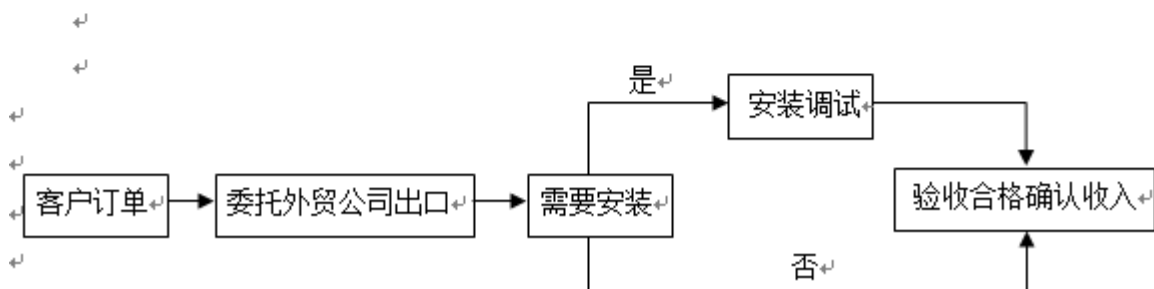 是
安装调试
客户订单
委托外贸公司出口
需要安装
验收合格确认收入
否